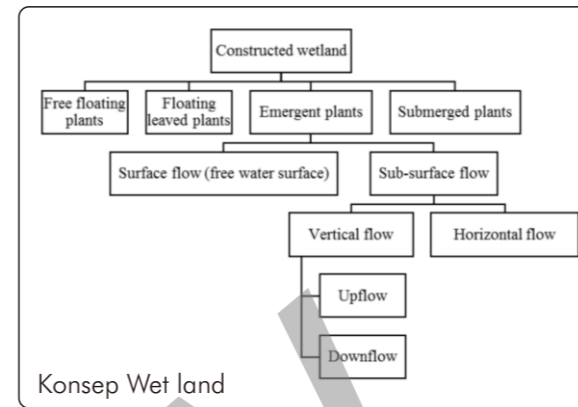 Constructed wetland
Free floating
plants
Floating
leaved plants
Emergent plants
Submerged plants
Surface flow (free water surface)
Sub-surface flow
Vertical flow
Horizontal flow
Upflow
Downflow
Konsep Wet land